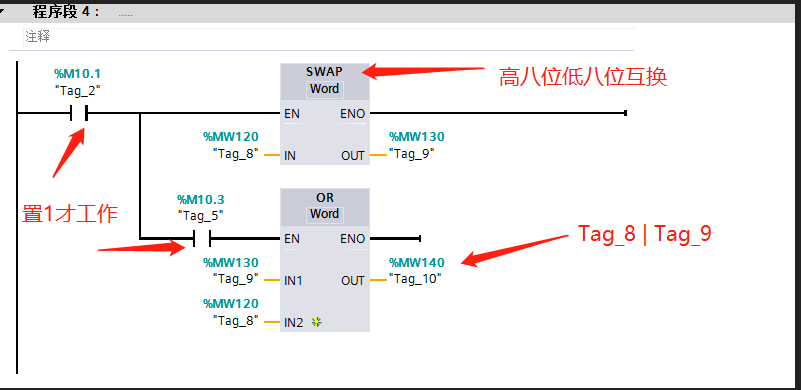 程序段 4： .....
注释
%M10.1
"Tag_2"
SWAP
Word
高八位低八位互换
EN ENO
%MW120
"Tag_8"
IN
%MW130
OUT
"Tag_9"
置1才工作
%M10.3
"Tag_5"
OR
Word
Tag_8 | Tag_9
EN ENO
%MW130
"Tag_9"
IN1
%MW140
OUT
"Tag_10"
%MW120
"Tag_8"
IN2